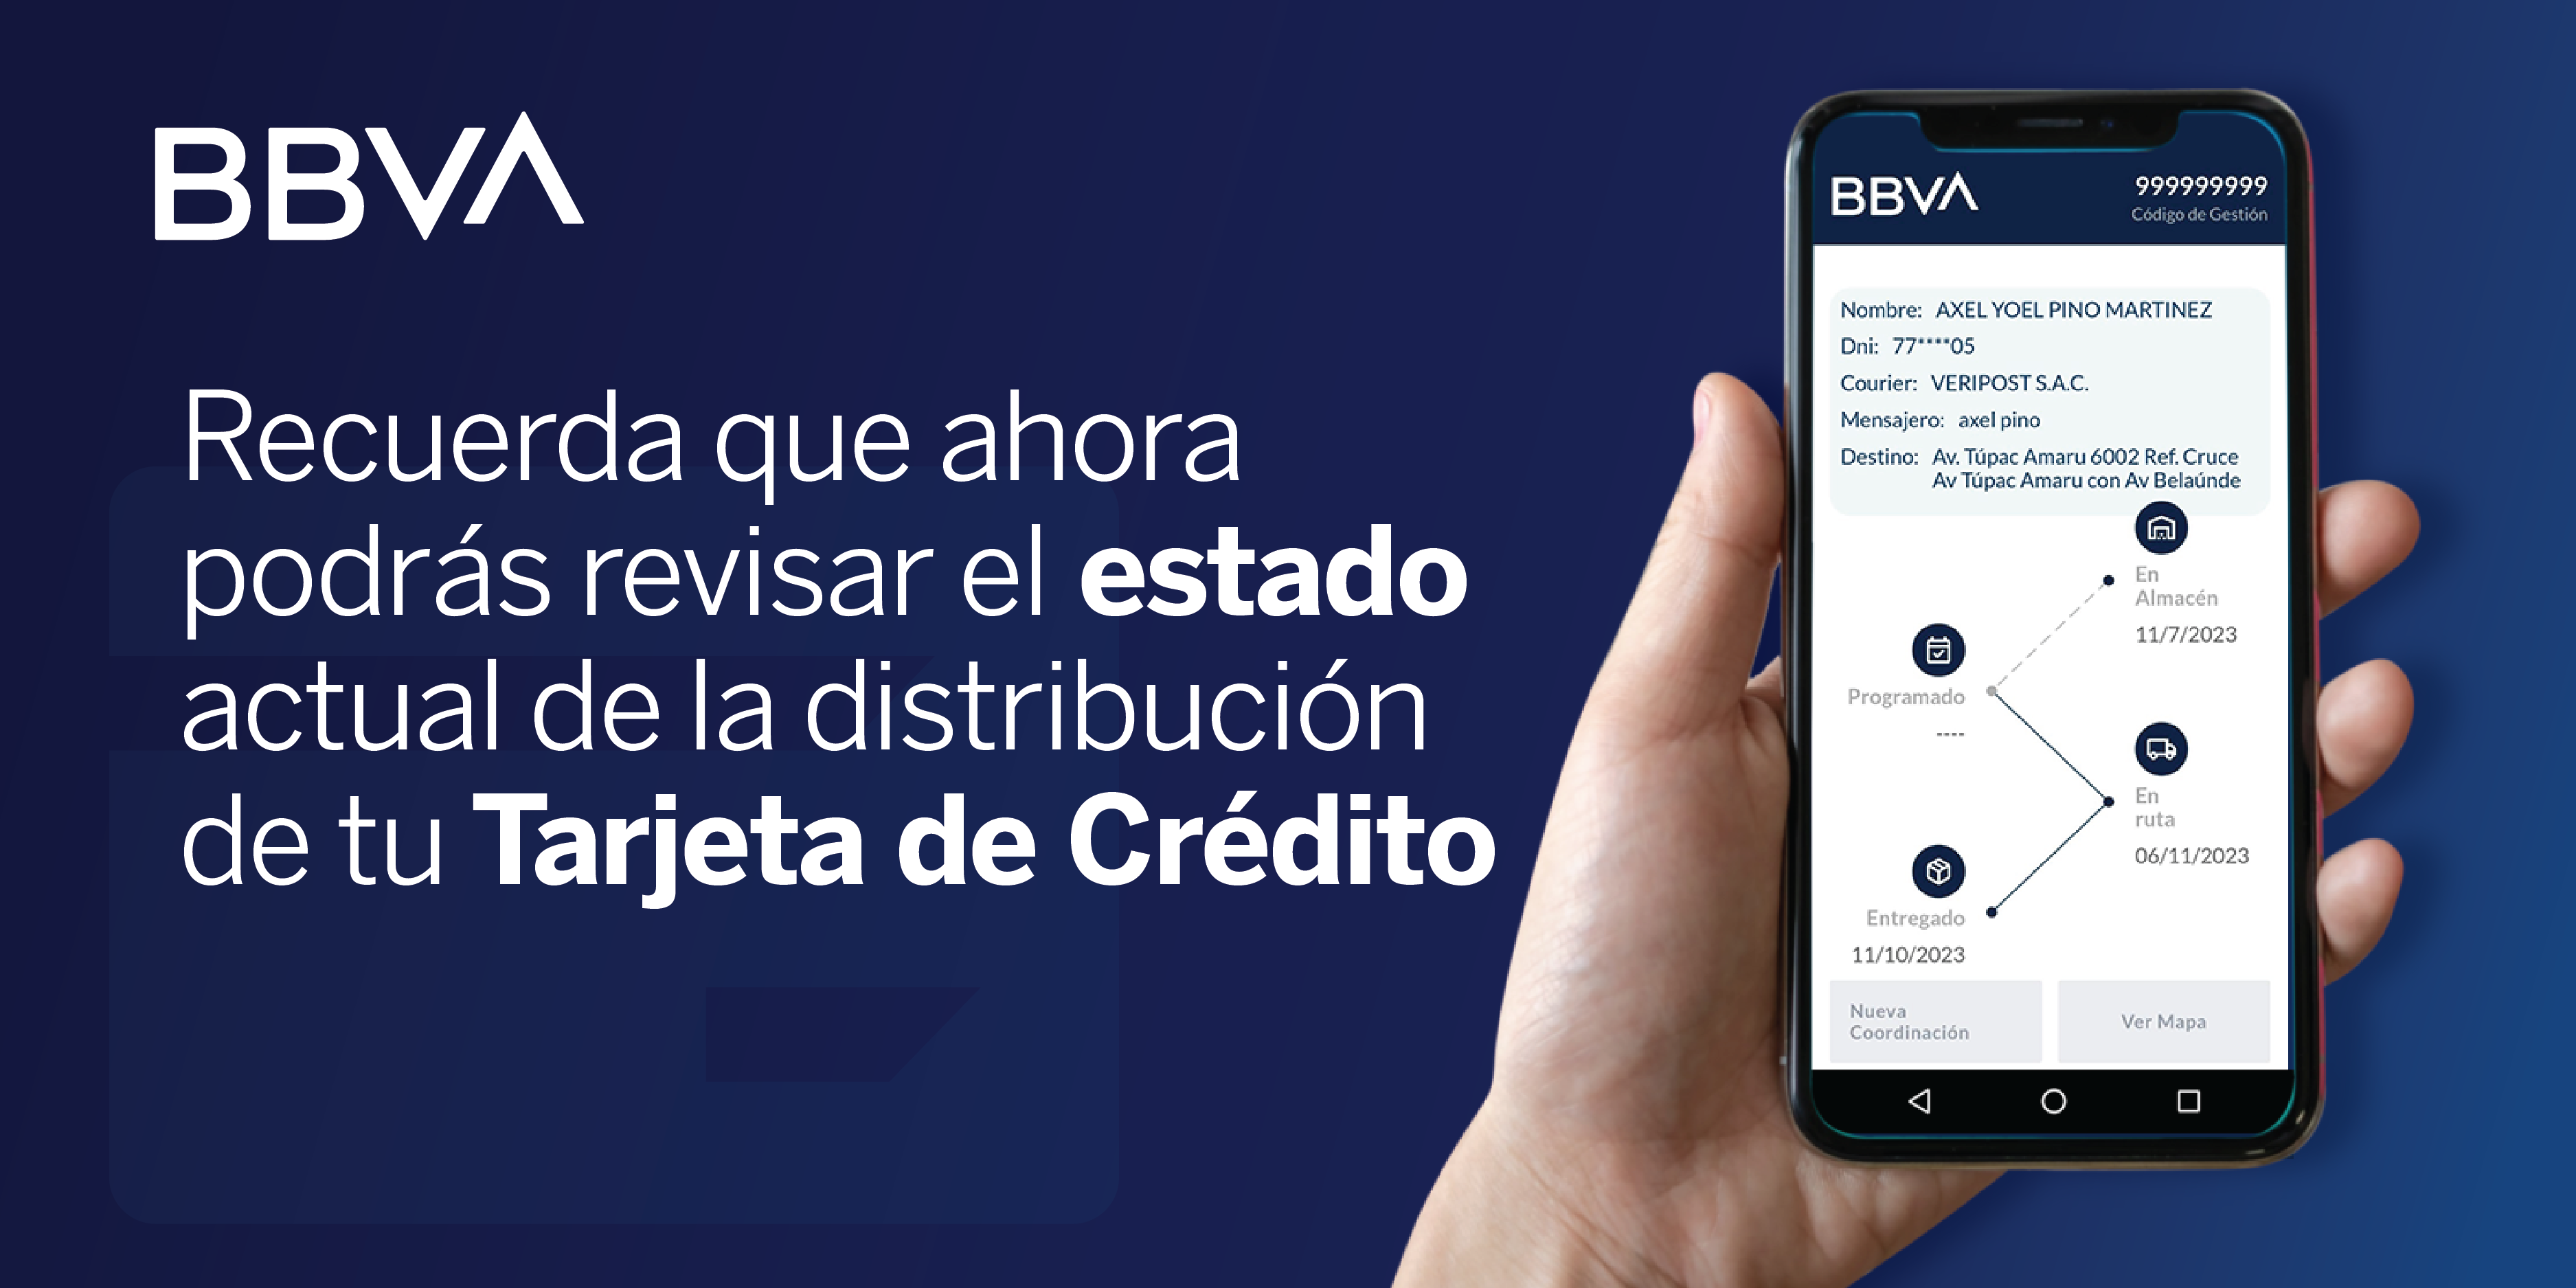 BBVA
Recuerda que ahora
podrás revisar el estado
actual de la distribución
de tu Tarjeta de Crédito
BBVA
999999999
Código de Gestión
Nombre: AXEL YOEL PINO MARTINEZ
Dni: 77****05
Courier: VERIPOST S.A.C.
Mensajero: axel pino
Destino: Av. Túpac Amaru 6002 Ref. Cruce
Av Túpac Amaru con Av Belaúnde
En
Almacén
11/7/2023
Programado
----
En
ruta
06/11/2023
Entregado
11/10/2023
Nueva
Coordinación
Ver Mapa